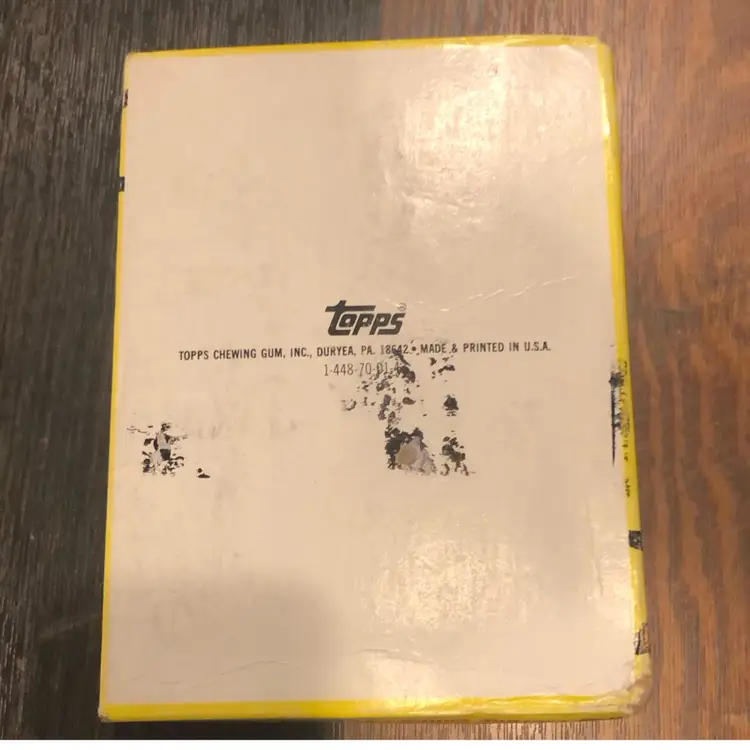 TOPPS®
TOPPS CHEWING GUM, INC., DURYEA, PA. 18642 • MADE & PRINTED IN U.S.A.
1-448-70-01-